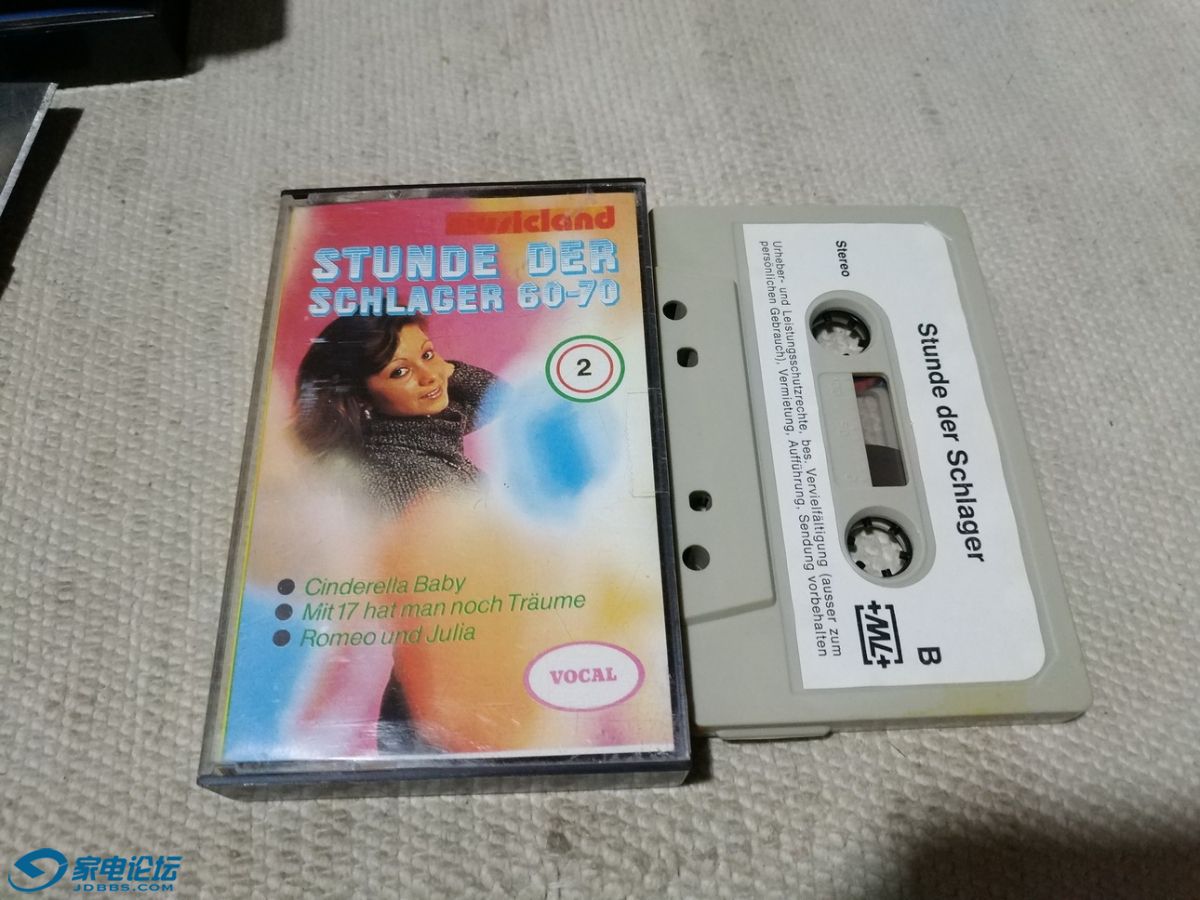 musicland
STUNDE DER
SCHLAGER 60-70
2
Cinderella Baby
Mit 17 hat man noch Träume
Romeo und Julia
VOCAL
Stunde der Schlager
Stereo
B
+ML+
Urheber- und Leistungsschutzrechte, bes. Vervielfältigung (ausser zum
persönlichen Gebrauch), Vermietung, Aufführung, Sendung vorbehalten
家电论坛
JDBBS.COM